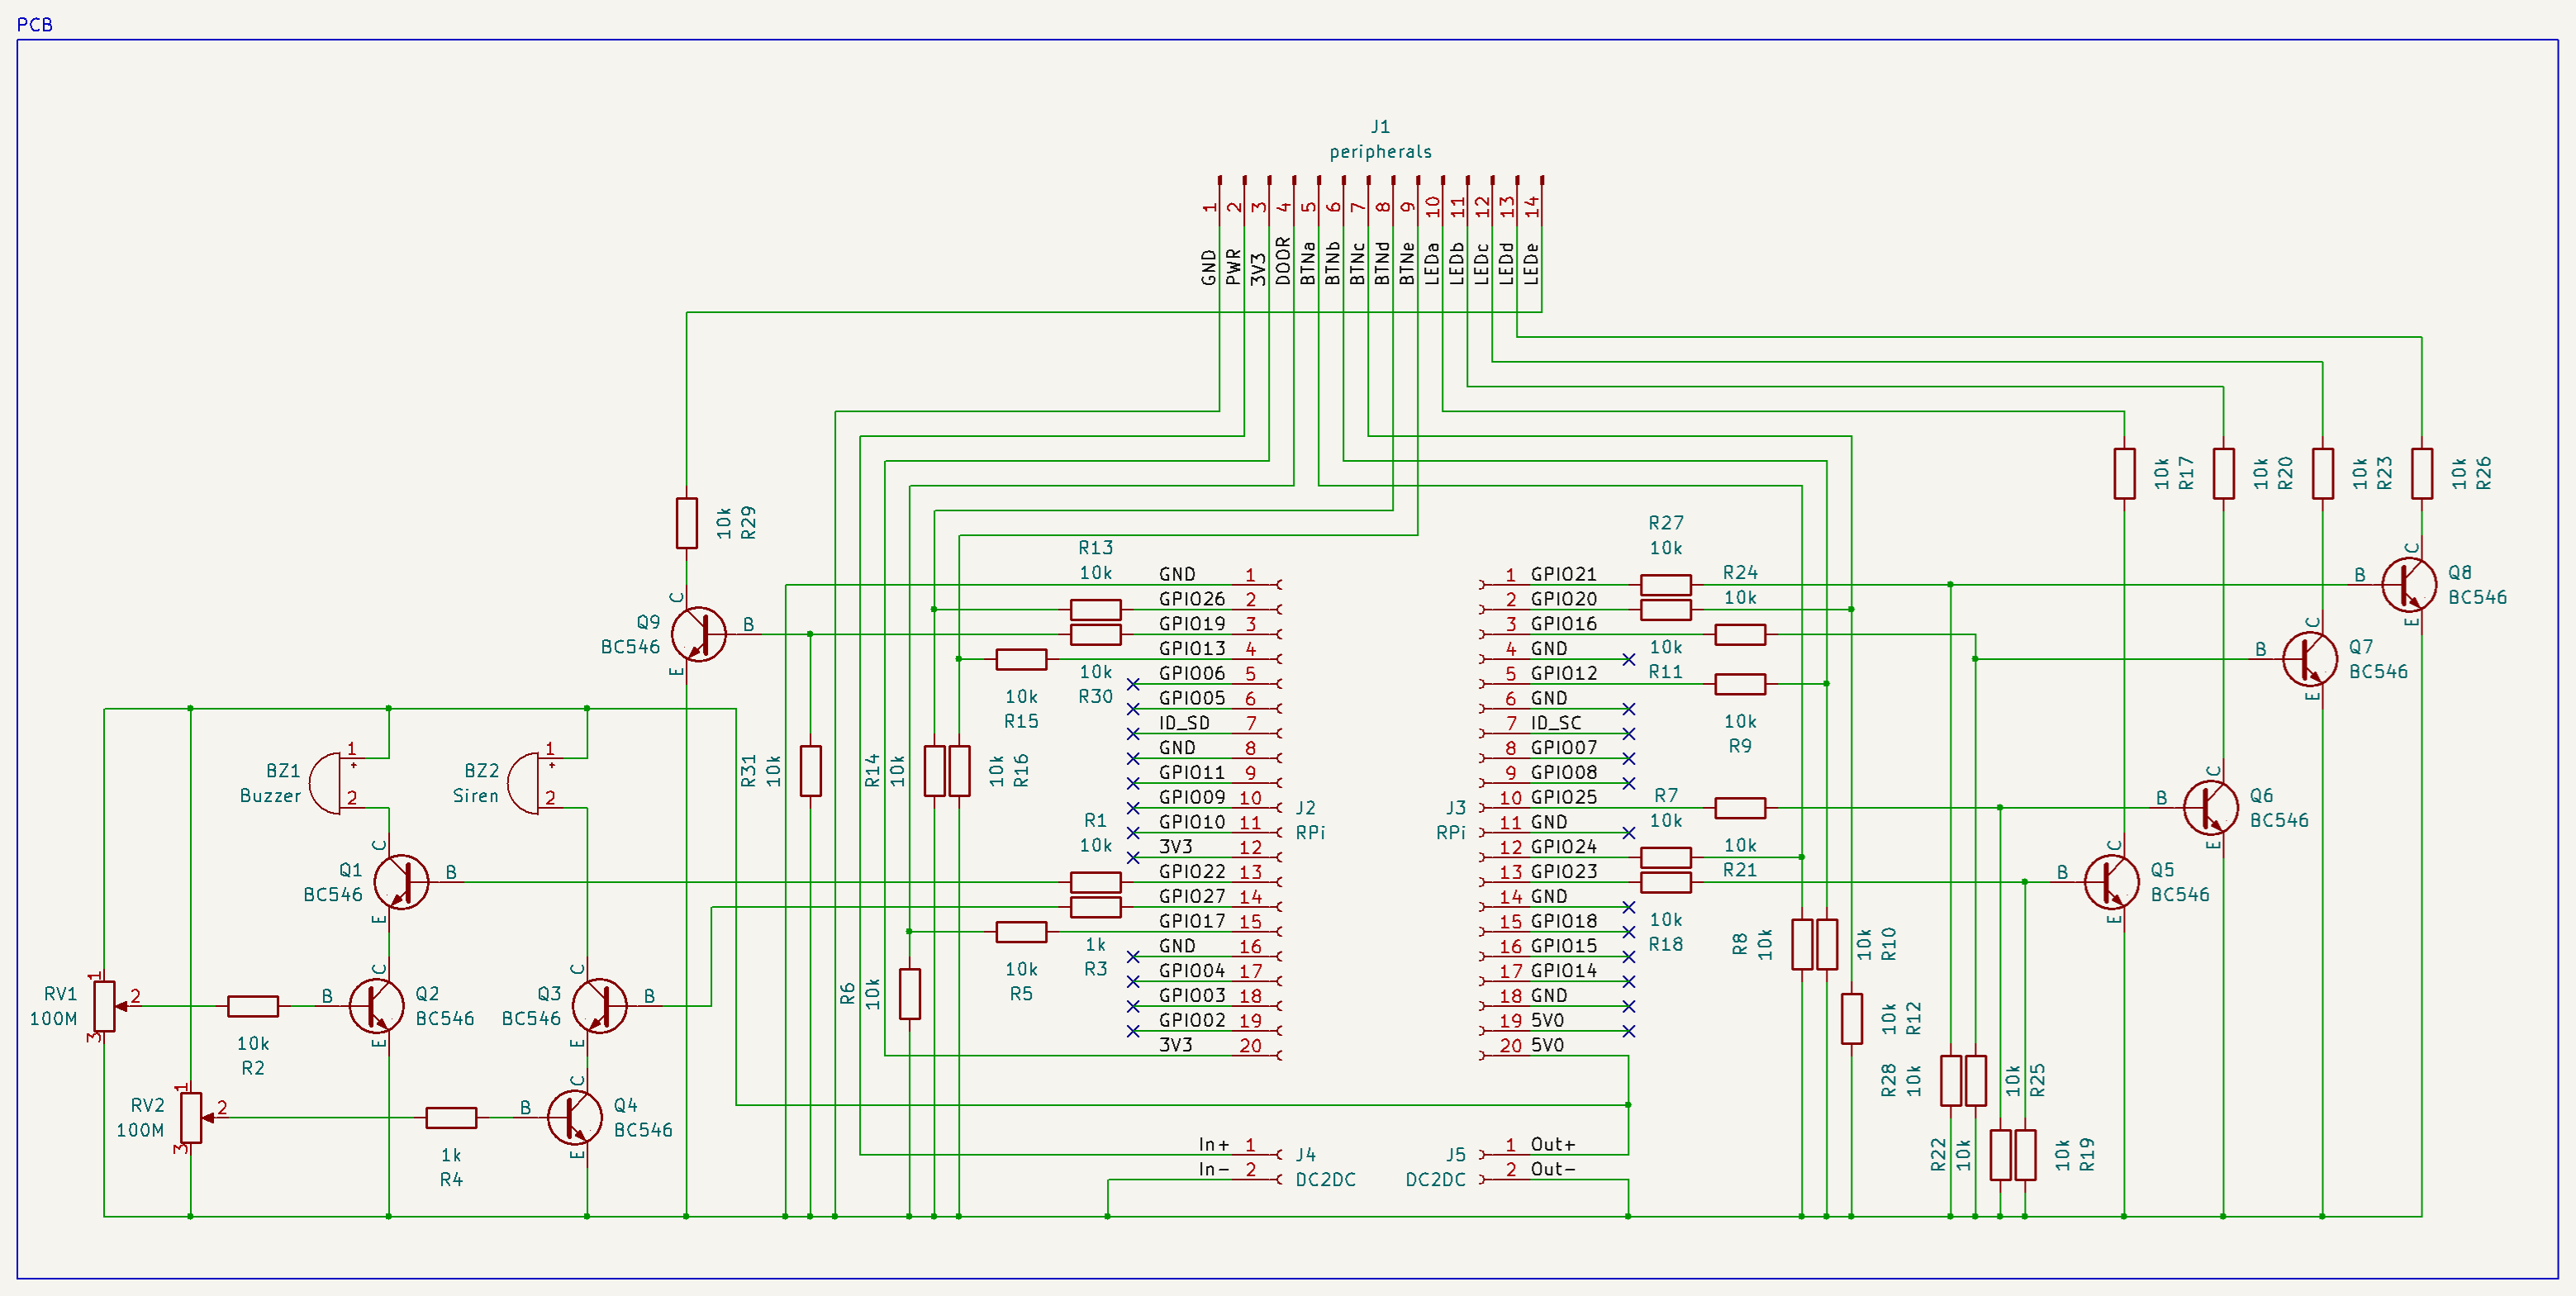 PCB
J1
peripherals
1 2 3 4 5 6 7 8 9 10 11 12 13 14
GND PWR 3V3 DOOR BTNa BTNb BTNc BTNd BTNe LEDa LEDb LEDc LEDd LEDe
10k R29
Q9
BC546
C
B
E
10k R17
10k R20
10k R23
10k R26
R13
10k
R27
10k
R24
10k
10k
R30
10k
R15
10k
R11
10k
R9
R31 10k
R14 10k
10k R16
R1
10k
1k
R3
10k
R5
R6 10k
GND 1
GPIO26 2
GPIO19 3
GPIO13 4
GPIO06 5
GPIO05 6
ID_SD 7
GND 8
GPIO11 9
GPIO09 10
GPIO10 11
3V3 12
GPIO22 13
GPIO27 14
GPIO17 15
GND 16
GPIO04 17
GPIO03 18
GPIO02 19
3V3 20
J2
RPi
J3
RPi
1 GPIO21
2 GPIO20
3 GPIO16
4 GND
5 GPIO12
6 GND
7 ID_SC
8 GPIO07
9 GPIO08
10 GPIO25
11 GND
12 GPIO24
13 GPIO23
14 GND
15 GPIO18
16 GPIO15
17 GPIO14
18 GND
19 5V0
20 5V0
R7
10k
10k
R21
10k
R18
R8 10k
10k R10
10k R12
R28 10k
10k R25
R22 10k
10k R19
C
B
E
Q8
BC546
C
B
E
Q7
BC546
C
B
E
Q6
BC546
C
B
E
Q5
BC546
BZ1
Buzzer
1
+
2
BZ2
Siren
1
+
2
Q1
BC546
C
B
E
RV1
100M
1
2
3
10k
R2
B
C
E
Q2
BC546
Q3
BC546
C
B
E
RV2
100M
1
2
3
1k
R4
B
C
E
Q4
BC546
In+ 1
In- 2
J4
DC2DC
J5
DC2DC
1 Out+
2 Out-